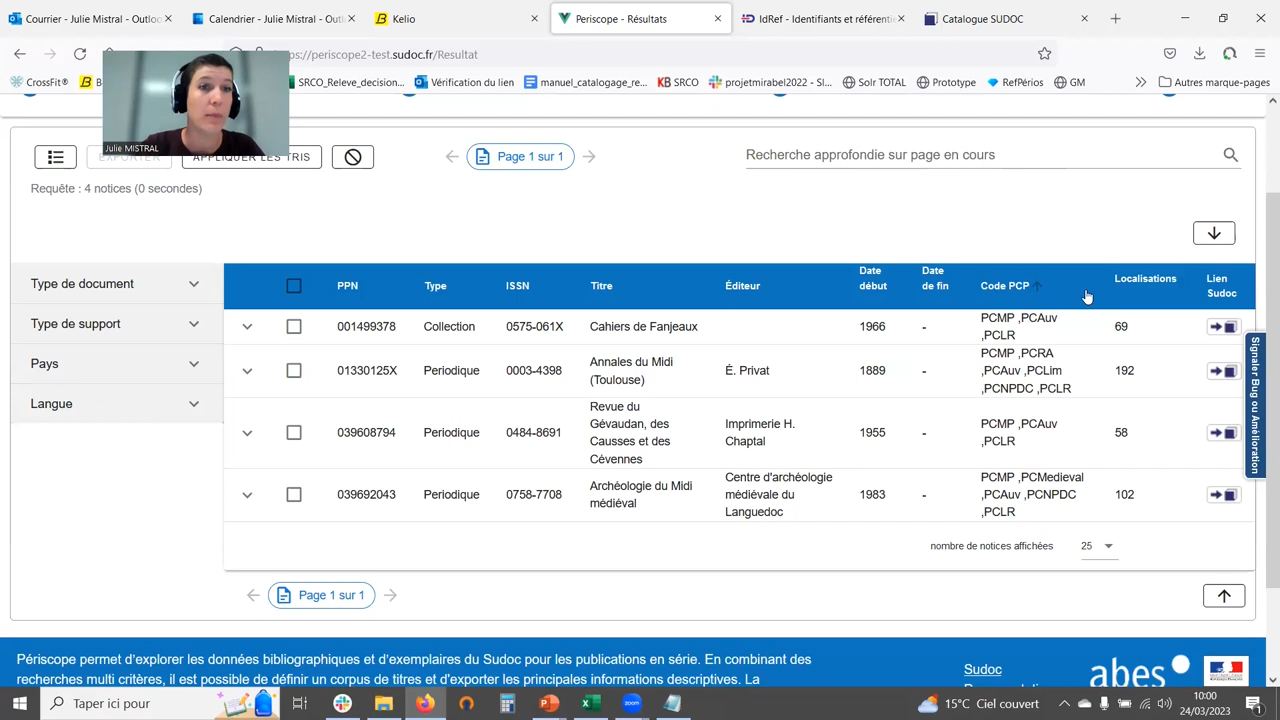 Courrier - Julie Mistral - Outloo
Calendrier - Julie Mistral - Out
Kelio
Periscope - Résultats
IdRef - Identifiants et référenti
Catalogue SUDOC
https://periscope2-test.sudoc.fr/Resultat
CrossFit®
SRCO_Releve_decision...
Vérification du lien
manuel_catalogage_re...
KB SRCO
projetmirabel2022 - Sl...
Solr TOTAL
Prototype
RefPérios
GM
Autres marque-pages
Julie MISTRAL
EXPORTER
APPLIQUER LES TRIS
Page 1 sur 1
Recherche approfondie sur page en cours
Requête : 4 notices (0 secondes)
Type de document
Type de support
Pays
Langue
PPN Type ISSN Titre Éditeur Date début Date de fin Code PCP Localisations Lien Sudoc
001499378 Collection 0575-061X Cahiers de Fanjeaux 1966 - PCMP ,PCAuv ,PCLR 69
01330125X Periodique 0003-4398 Annales du Midi (Toulouse) É. Privat 1889 - PCMP ,PCRA ,PCAuv ,PCLim ,PCNPDC ,PCLR 192
039608794 Periodique 0484-8691 Revue du Gévaudan, des Causses et des Cévennes Imprimerie H. Chaptal 1955 - PCMP ,PCAuv ,PCLR 58
039692043 Periodique 0758-7708 Archéologie du Midi médiéval Centre d'archéologie médiévale du Languedoc 1983 - PCMP ,PCMedieval ,PCAuv ,PCNPDC ,PCLR 102
nombre de notices affichées 25
Page 1 sur 1
Signaler Bug ou Amélioration
Périscope permet d'explorer les données bibliographiques et d'exemplaires du Sudoc pour les publications en série. En combinant des
recherches multi critères, il est possible de définir un corpus de titres et d'exporter les principales informations descriptives. La
Sudoc
abes
Taper ici pour
zoom
15°C Ciel couvert
10:00
24/03/2023